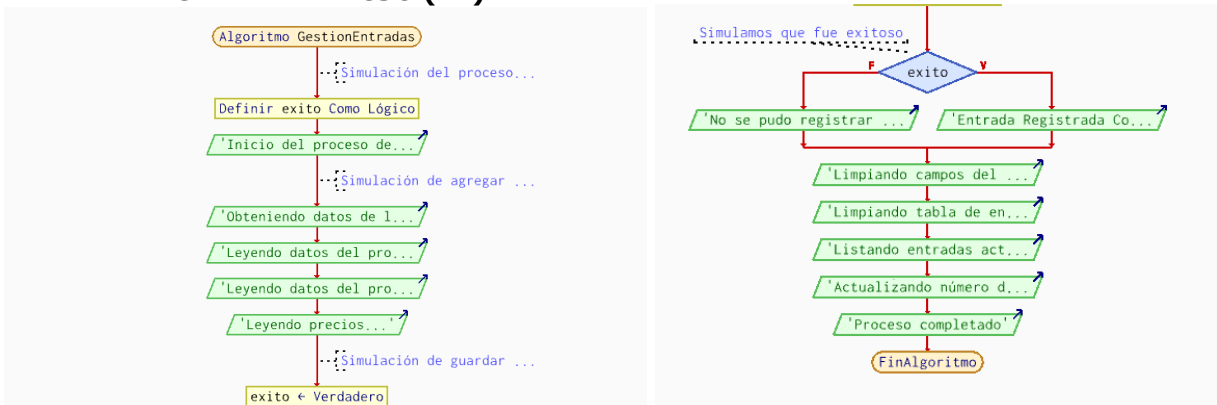 Algoritmo GestionEntradas
Simulación del proceso...
Definir exito Como Lógico
'Inicio del proceso de...
Simulación de agregar ...
'Obteniendo datos de l...
'Leyendo datos del pro...
'Leyendo datos del pro...
'Leyendo precios...'
Simulación de guardar ...
exito ← Verdadero
Simulamos que fue exitoso
F
exito
V
'No se pudo registrar ...
'Entrada Registrada Co...
'Limpiando campos del ...
'Limpiando tabla de en...
'Listando entradas act...
'Actualizando número d...
'Proceso completado'
FinAlgoritmo